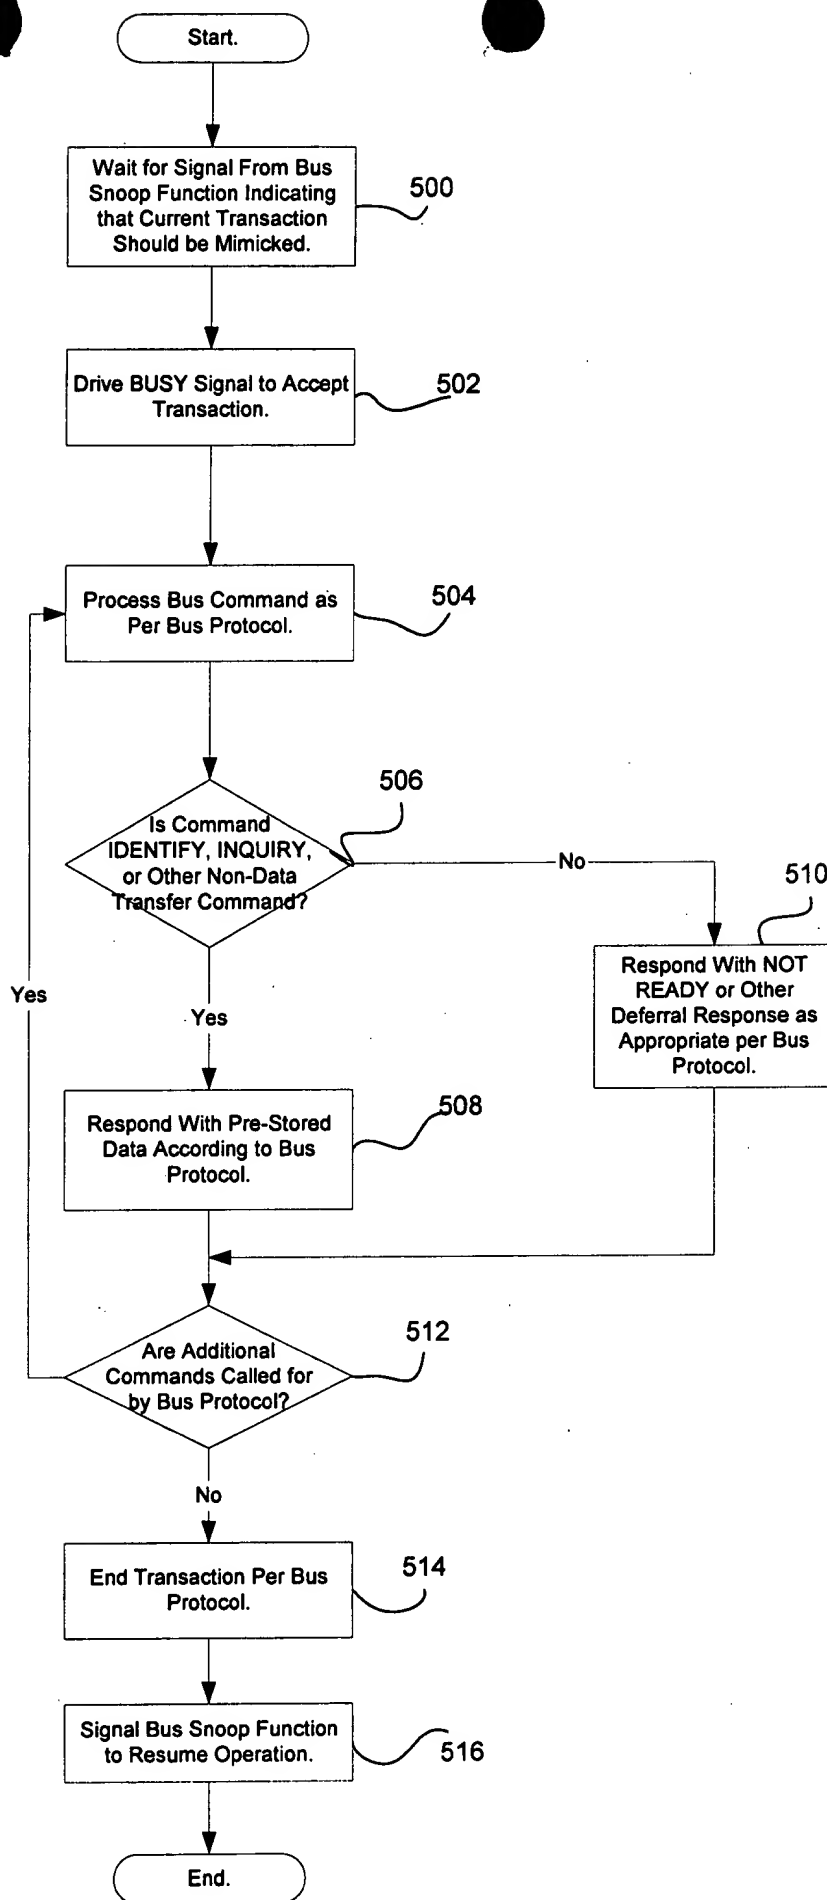 Start.
Wait for Signal From Bus
Snoop Function Indicating
that Current Transaction
Should be Mimicked.
500
Drive BUSY Signal to Accept
Transaction.
502
Process Bus Command as
Per Bus Protocol.
504
506
Is Command
IDENTIFY, INQUIRY,
or Other Non-Data
Transfer Command?
No
510
Respond With NOT
READY or Other
Deferral Response as
Appropriate per Bus
Protocol.
Yes
Yes
508
Respond With Pre-Stored
Data According to Bus
Protocol.
512
Are Additional
Commands Called for
by Bus Protocol?
No
514
End Transaction Per Bus
Protocol.
Signal Bus Snoop Function
to Resume Operation.
516
End.